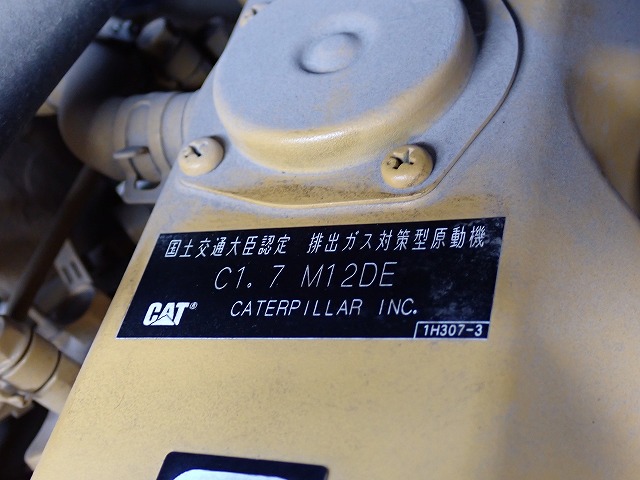 国土交通大臣認定 排出ガス対策型原動機
C1.7 M12DE
CAT® CATERPILLAR INC.
1H307-3